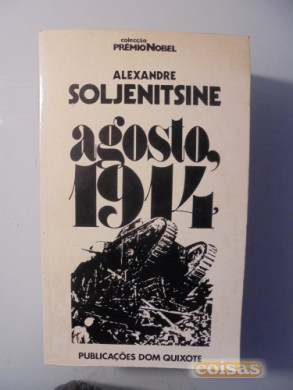 colecção
PRÉMIO NOBEL
ALEXANDRE
SOLJENITSINE
agosto,
1914,
PUBLICAÇÕES DOM QUIXOTE
coisas